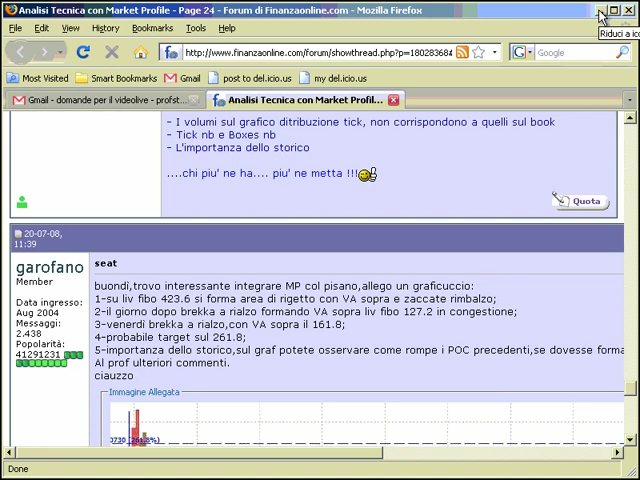 Analisi Tecnica con Market Profile - Page 24 - Forum di Finanzaonline.com - Mozilla Firefox
Riduci a ico
File Edit View History Bookmarks Tools Help
http://www.finanzaonline.com/forum/showthread.php?p=18028368
Google
Most Visited Smart Bookmarks Gmail post to del.icio.us my del.icio.us
Gmail - domande per il videolive - profst...
Analisi Tecnica con Market Profil...
- I volumi sul grafico ditribuzione tick, non corrispondono a quelli sul book
- Tick nb e Boxes nb
- L'importanza dello storico
....chi piu' ne ha.... piu' ne metta !!!
Quota
20-07-08,
11:39
garofano
Member
Data ingresso:
Aug 2004
Messaggi:
2.438
Popolarità:
41291231
seat
buondi,trovo interessante integrare MP col pisano,allego un graficuccio:
1-su liv fibo 423.6 si forma area di rigetto con VA sopra e zaccate rimbalzo;
2-il giorno dopo brekka a rialzo formando VA sopra liv fibo 127.2 in congestione;
3-venerdi brekka a rialzo,con VA sopra il 161.8;
4-probabile target sul 261.8;
5-importanza dello storico,sul graf potete osservare come rompe i POC precedenti,se dovesse forma
Al prof ulteriori commenti.
ciauzzo
Immagine Allegata
0730 (261.8%)
Done